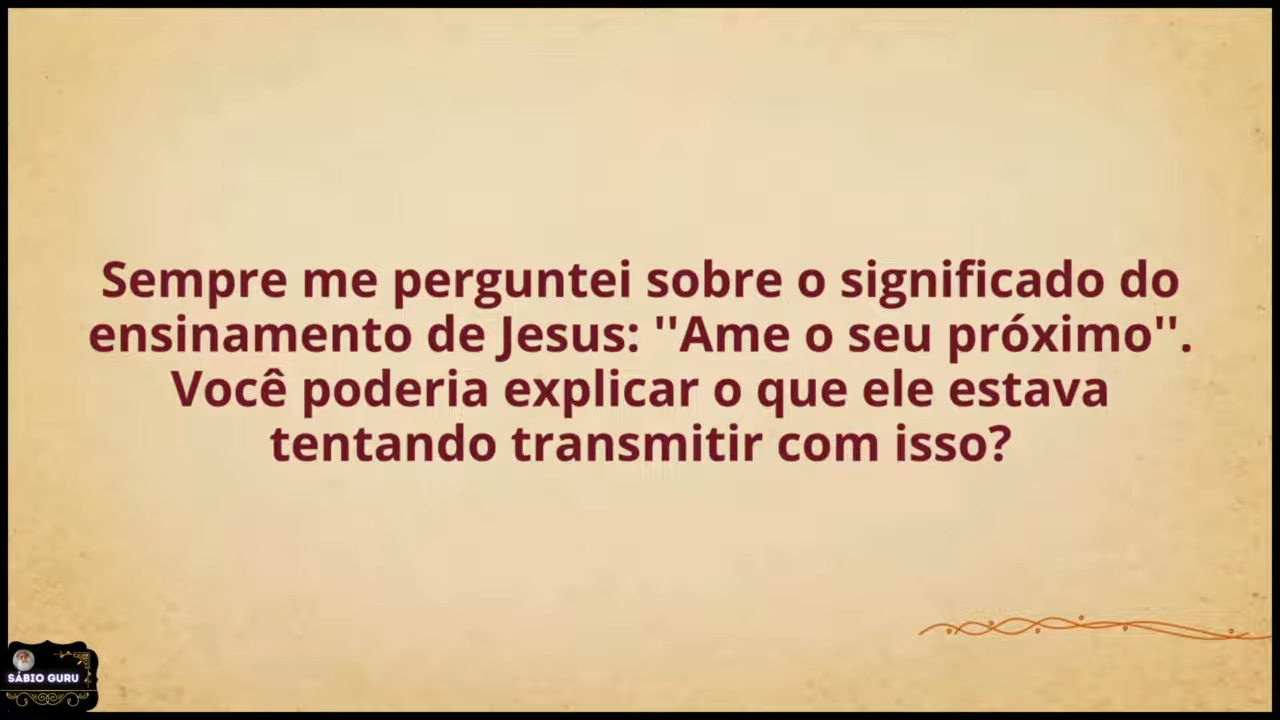 Sempre me perguntei sobre o significado do
ensinamento de Jesus: ''Ame o seu próximo''.
Você poderia explicar o que ele estava
tentando transmitir com isso?
SÁBIO GURU